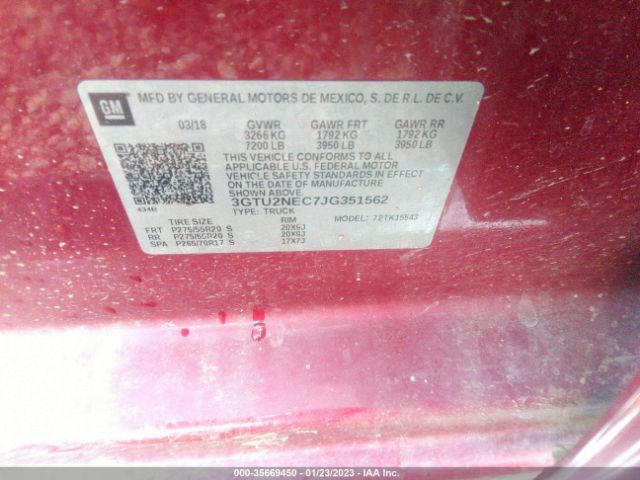 GM
MFD BY GENERAL MOTORS DE MEXICO, S. DE R.L. DE C.V.
03/18 GVWR GAWR FRT GAWR RR
3266 KG 1792 KG 1792 KG
7200 LB 3950 LB 3950 LB
THIS VEHICLE CONFORMS TO ALL
APPLICABLE U.S. FEDERAL MOTOR
VEHICLE SAFETY STANDARDS IN EFFECT
ON THE DATE OF MANUFACTURE
SHOWN ABOVE.
3GTU2NEC7JG351562
434B TYPE: TRUCK MODEL: 72TK15543
TIRE SIZE RIM
FRT P275/55R20 S 20X9J
RR P275/55R20 S 20X9J
SPA P265/70R17 S 17X7J
000-35669450 - 01/23/2023 - IAA Inc.